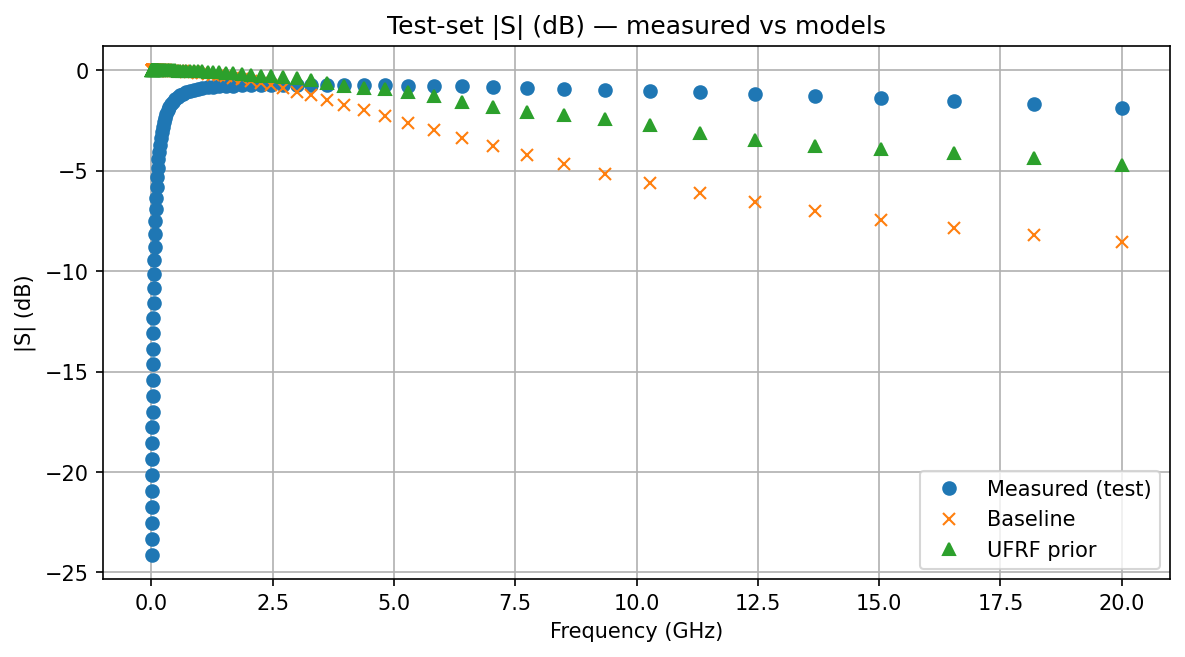 Test-set |S| (dB) — measured vs models
|S| (dB)
0
−5
−10
−15
−20
−25
0.0
2.5
5.0
7.5
10.0
12.5
15.0
17.5
20.0
Frequency (GHz)
Measured (test)
Baseline
UFRF prior